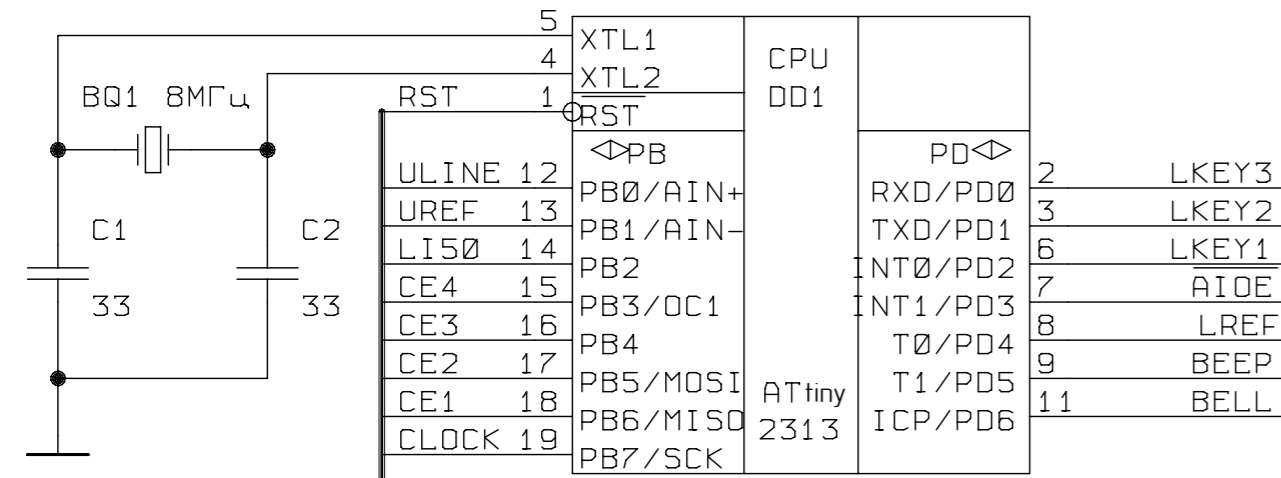 5 XTL1 CPU
4 XTL2
BQ1 8МГц RST 1 RST DD1
PB PD
ULINE 12 PB0/AIN+ RXD/PD0 2 LKEY3
UREF 13 PB1/AIN- TXD/PD1 3 LKEY2
C1 C2 LI50 14 PB2 INT0/PD2 6 LKEY1
33 33 CE4 15 PB3/OC1 INT1/PD3 7 AIOE
CE3 16 PB4 T0/PD4 8 LREF
CE2 17 PB5/MOSI ATtiny T1/PD5 9 BEEP
CE1 18 PB6/MISO 2313 ICP/PD6 11 BELL
CLOCK 19 PB7/SCK